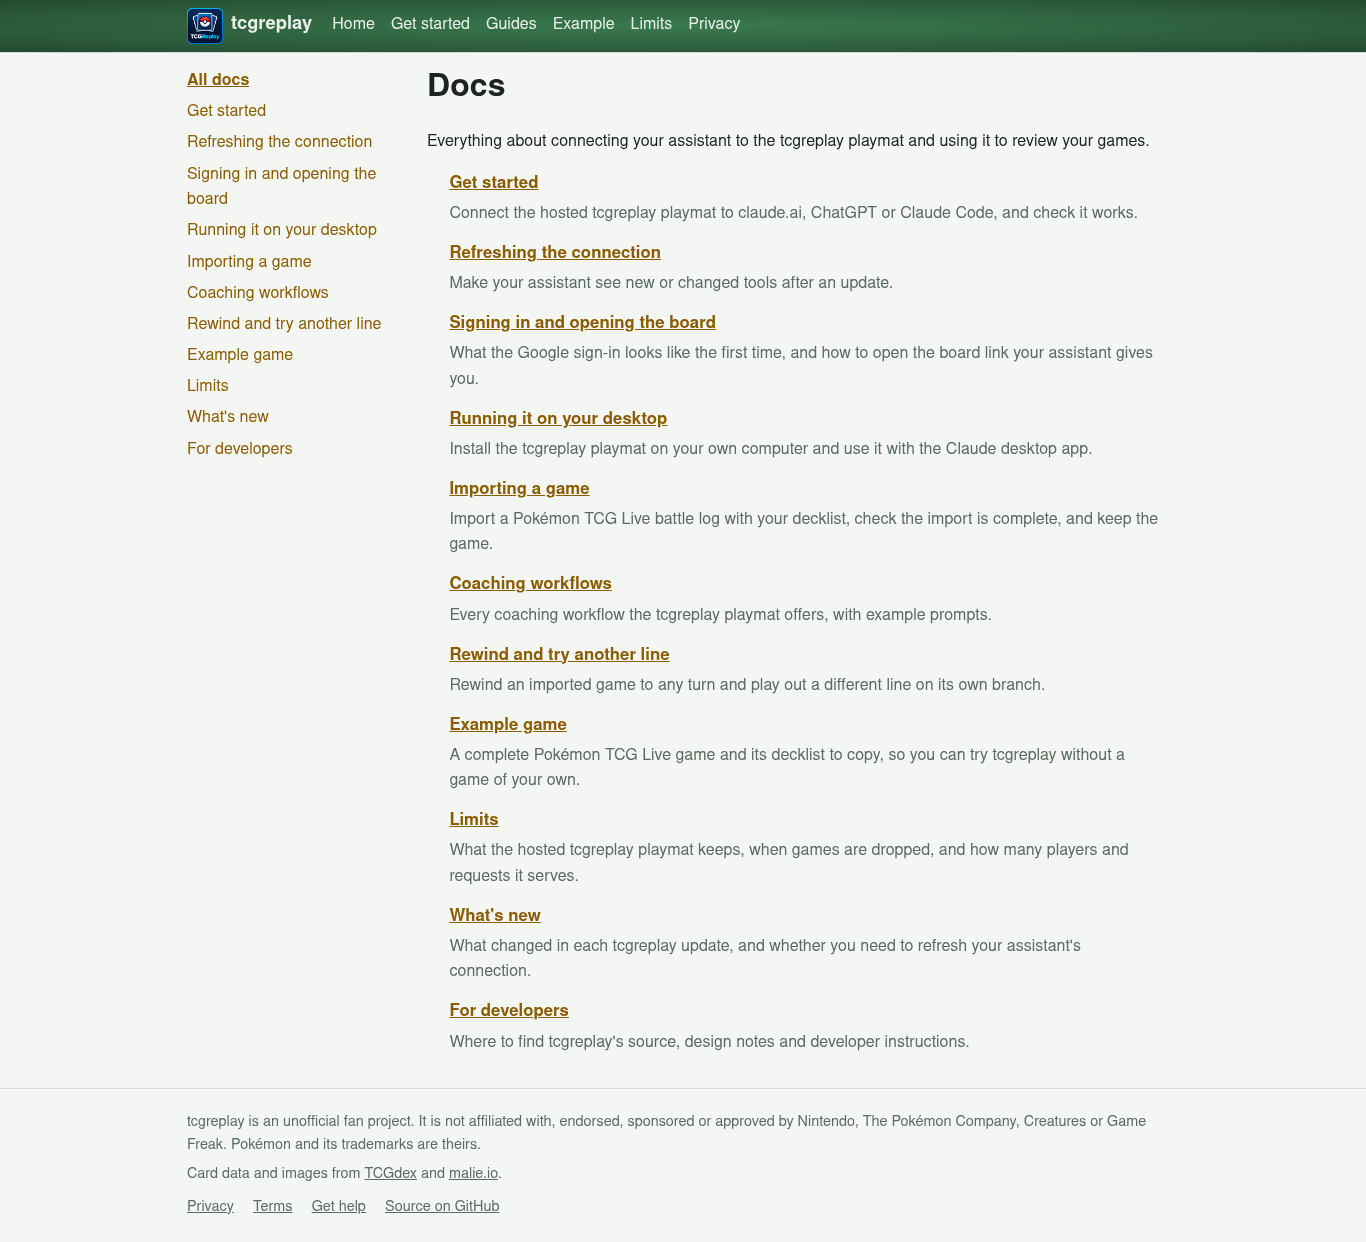 TCGReplay
tcgreplay
Home
Get started
Guides
Example
Limits
Privacy
All docs
Get started
Refreshing the connection
Signing in and opening the
board
Running it on your desktop
Importing a game
Coaching workflows
Rewind and try another line
Example game
Limits
What's new
For developers
Docs
Everything about connecting your assistant to the tcgreplay playmat and using it to review your games.
Get started
Connect the hosted tcgreplay playmat to claude.ai, ChatGPT or Claude Code, and check it works.
Refreshing the connection
Make your assistant see new or changed tools after an update.
Signing in and opening the board
What the Google sign-in looks like the first time, and how to open the board link your assistant gives
you.
Running it on your desktop
Install the tcgreplay playmat on your own computer and use it with the Claude desktop app.
Importing a game
Import a Pokémon TCG Live battle log with your decklist, check the import is complete, and keep the
game.
Coaching workflows
Every coaching workflow the tcgreplay playmat offers, with example prompts.
Rewind and try another line
Rewind an imported game to any turn and play out a different line on its own branch.
Example game
A complete Pokémon TCG Live game and its decklist to copy, so you can try tcgreplay without a
game of your own.
Limits
What the hosted tcgreplay playmat keeps, when games are dropped, and how many players and
requests it serves.
What's new
What changed in each tcgreplay update, and whether you need to refresh your assistant's
connection.
For developers
Where to find tcgreplay's source, design notes and developer instructions.
tcgreplay is an unofficial fan project. It is not affiliated with, endorsed, sponsored or approved by Nintendo, The Pokémon Company, Creatures or Game
Freak. Pokémon and its trademarks are theirs.
Card data and images from TCGdex and malie.io.
Privacy
Terms
Get help
Source on GitHub